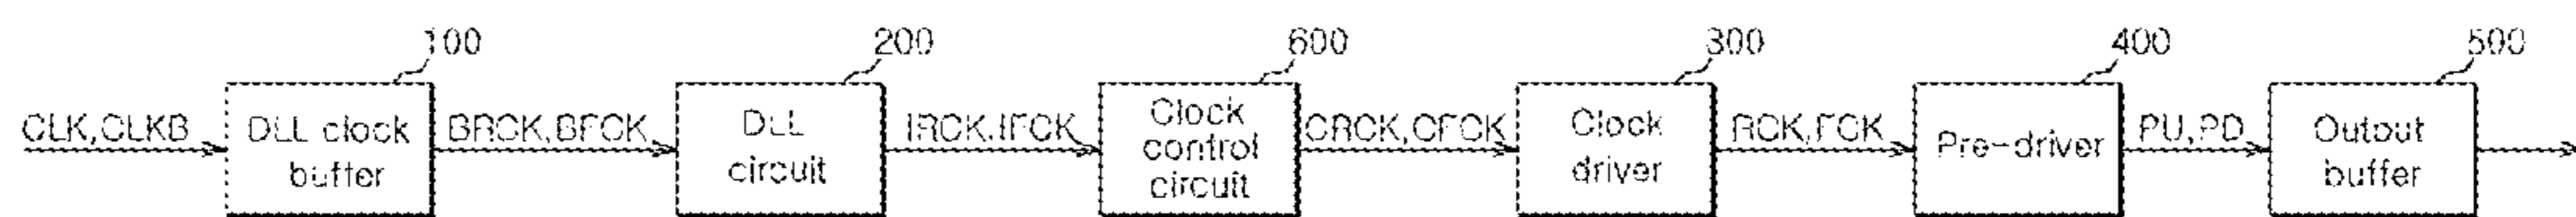 100
200
600
300
400
500
CLK,CLKB
DLL clock
buffer
BRCK,BFCK
DLL
circuit
IRCK,IFCK
Clock
control
circuit
CRCK,CFCK
Clock
driver
RCK,FCK
Pre-driver
PU,PD
Output
buffer